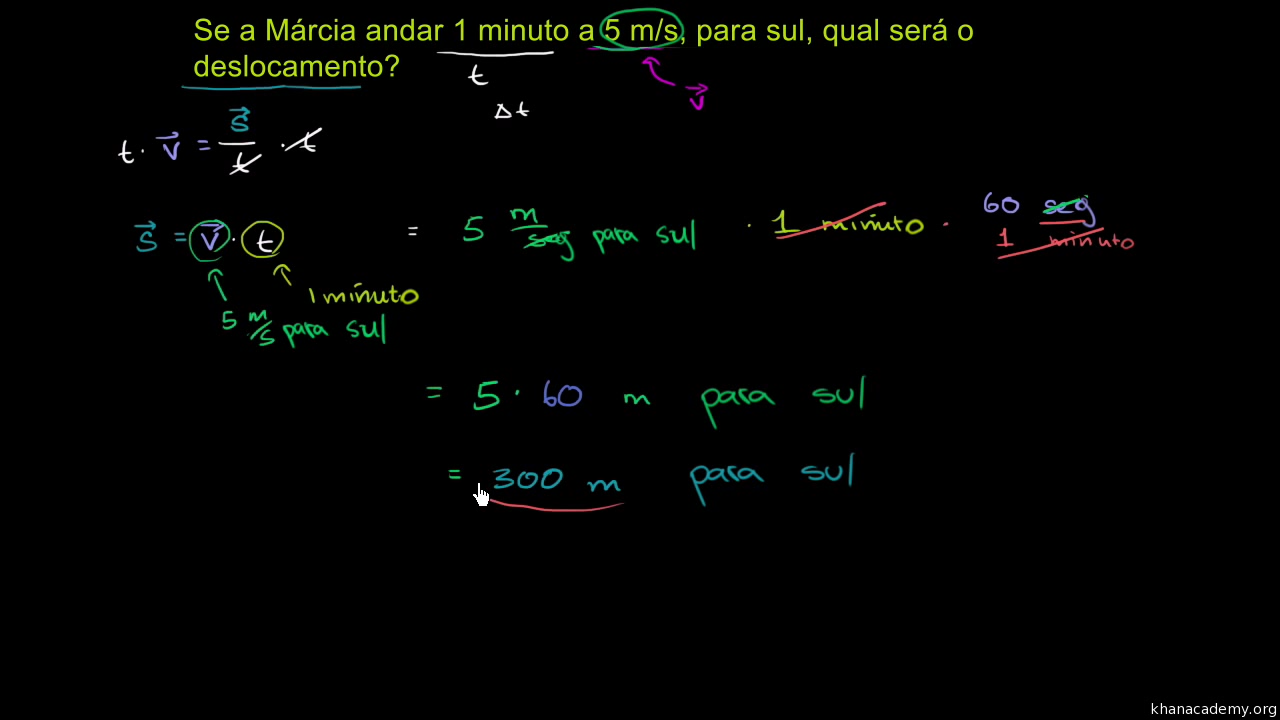 Se a Márcia andar 1 minuto a 5 m/s, para sul, qual será o
deslocamento?
t
Δt
v⃗
t · v⃗ = s⃗/t · t
s⃗ = v⃗ · t = 5 m/seg para sul · 1 minuto · 60 seg/1 minuto
1 minuto
5 m/s para sul
= 5 · 60 m para sul
= 300 m para sul
khanacademy.org